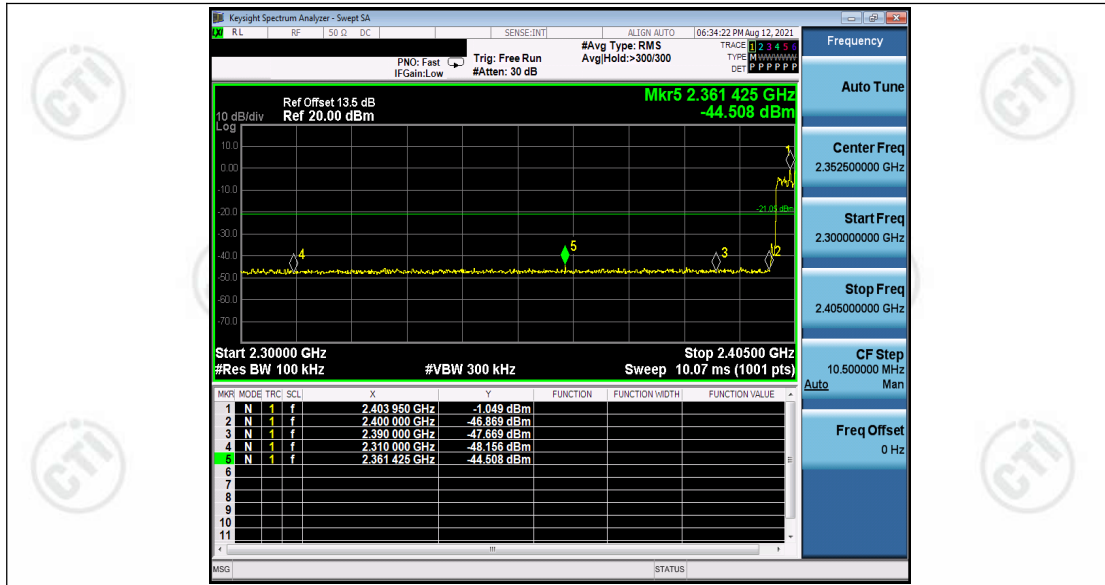 Keysight Spectrum Analyzer - Swept SA
LXI RL RF 50 Ω DC SENSE:INT ALIGN AUTO 06:34:22 PM Aug 12, 2021
PNO: Fast Trig: Free Run #Avg Type: RMS TRACE 1 2 3 4 5 6
IFGain:Low #Atten: 30 dB Avg|Hold:>300/300 TYPE M WWWWW
DET P P P P P P
Mkr5 2.361 425 GHz
-44.508 dBm
Ref Offset 13.5 dB
10 dB/div Ref 20.00 dBm
Log
10.0
0.00
-10.0
-20.0
-30.0
-40.0
-50.0
-60.0
-70.0
-21.05 dBm
1
2
3
4
5
Start 2.30000 GHz Stop 2.40500 GHz
#Res BW 100 kHz #VBW 300 kHz Sweep 10.07 ms (1001 pts)
MKR MODE TRC SCL X Y FUNCTION FUNCTION WIDTH FUNCTION VALUE
1 N 1 f 2.403 950 GHz -1.049 dBm
2 N 1 f 2.400 000 GHz -46.869 dBm
3 N 1 f 2.390 000 GHz -47.669 dBm
4 N 1 f 2.310 000 GHz -48.156 dBm
5 N 1 f 2.361 425 GHz -44.508 dBm
6
7
8
9
10
11
MSG STATUS
Frequency
Auto Tune
Center Freq
2.352500000 GHz
Start Freq
2.300000000 GHz
Stop Freq
2.405000000 GHz
CF Step
10.500000 MHz
Auto Man
Freq Offset
0 Hz
CTI
CTI
CTI
CTI